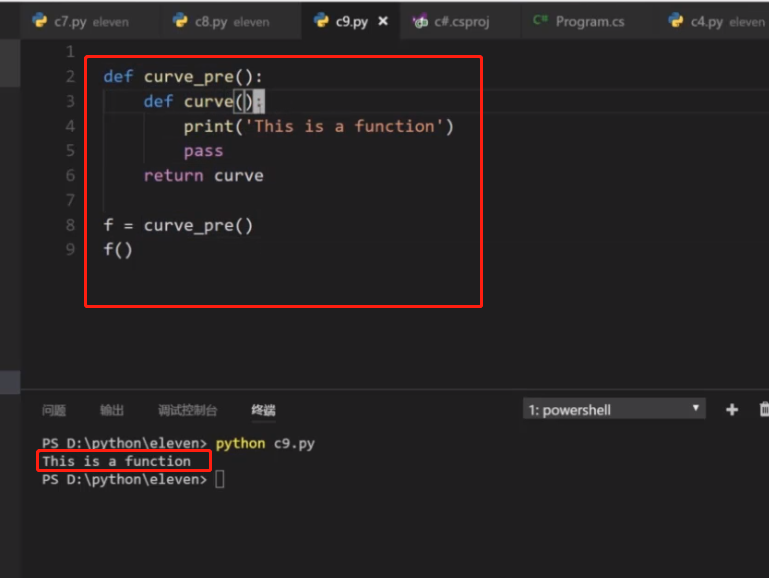 c7.py eleven c8.py eleven c9.py × c#.csproj C# Program.cs c4.py eleven
1
2 def curve_pre():
3 def curve():
4 print('This is a function')
5 pass
6 return curve
7
8 f = curve_pre()
9 f()
问题 输出 调试控制台 终端 1: powershell
PS D:\python\eleven> python c9.py
This is a function
PS D:\python\eleven>